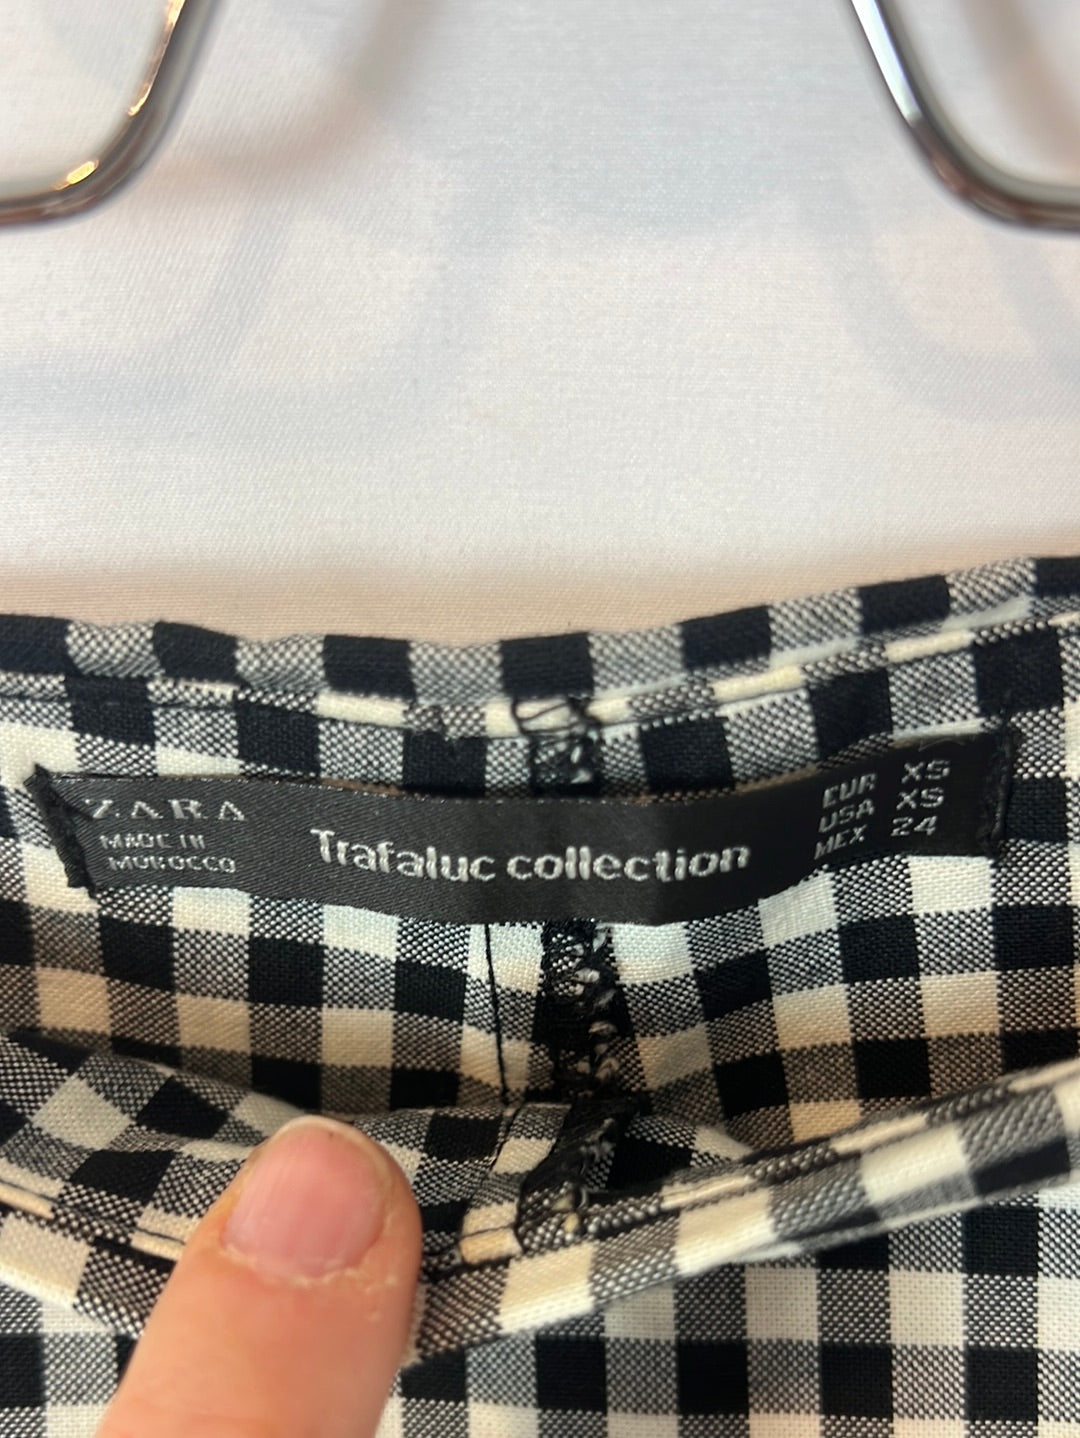 ZARA
MADE IN
MOROCCO
Trafaluc collection
EUR XS
USA XS
MEX 24